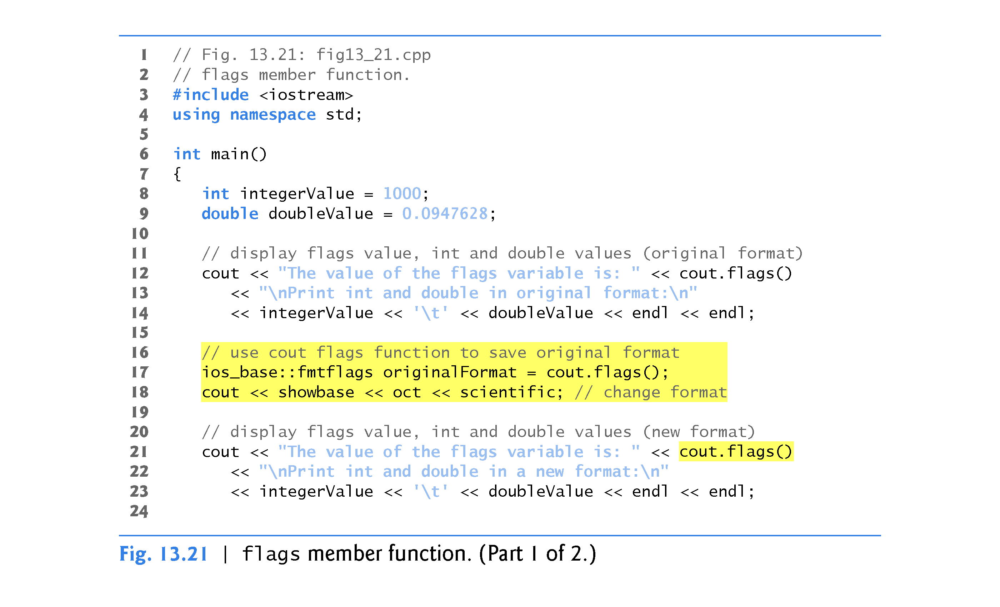 1 // Fig. 13.21: fig13_21.cpp
2 // flags member function.
3 #include <iostream>
4 using namespace std;
5
6 int main()
7 {
8    int integerValue = 1000;
9    double doubleValue = 0.0947628;
10
11    // display flags value, int and double values (original format)
12    cout << "The value of the flags variable is: " << cout.flags()
13       << "\nPrint int and double in original format:\n"
14       << integerValue << '\t' << doubleValue << endl << endl;
15
16    // use cout flags function to save original format
17    ios_base::fmtflags originalFormat = cout.flags();
18    cout << showbase << oct << scientific; // change format
19
20    // display flags value, int and double values (new format)
21    cout << "The value of the flags variable is: " << cout.flags()
22       << "\nPrint int and double in a new format:\n"
23       << integerValue << '\t' << doubleValue << endl << endl;
24
Fig. 13.21 | flags member function. (Part 1 of 2.)